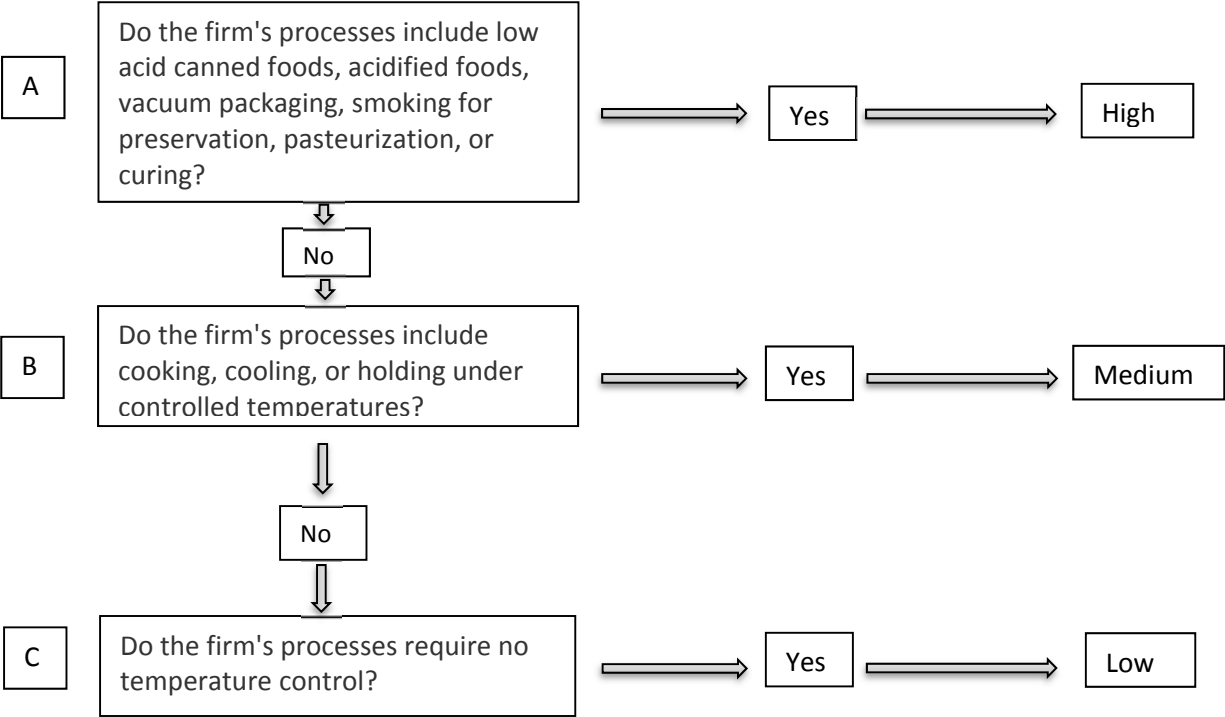 Do the firm's processes include low
acid canned foods, acidified foods,
vacuum packaging, smoking for
preservation, pasteurization, or
curing?
A
Yes
High
No
Do the firm's processes include
cooking, cooling, or holding under
controlled temperatures?
B
Yes
Medium
No
Do the firm's processes require no
temperature control?
C
Yes
Low